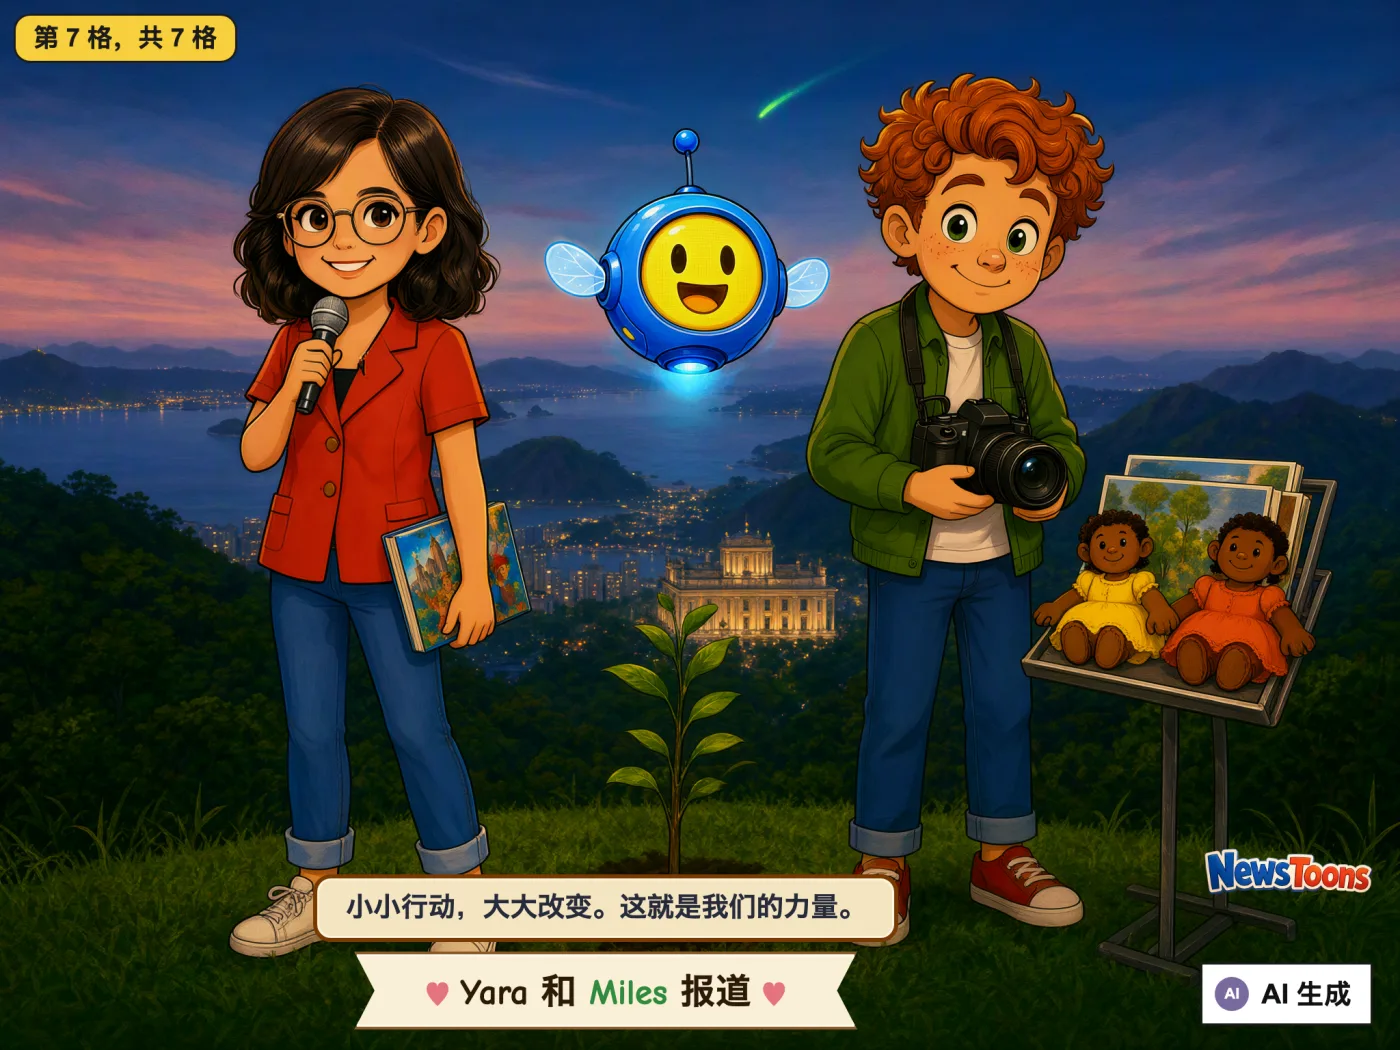 第 7 格，共 7 格
小小行动，大大改变。这就是我们的力量。
Yara 和 Miles 报道
NewsToons
AI AI 生成